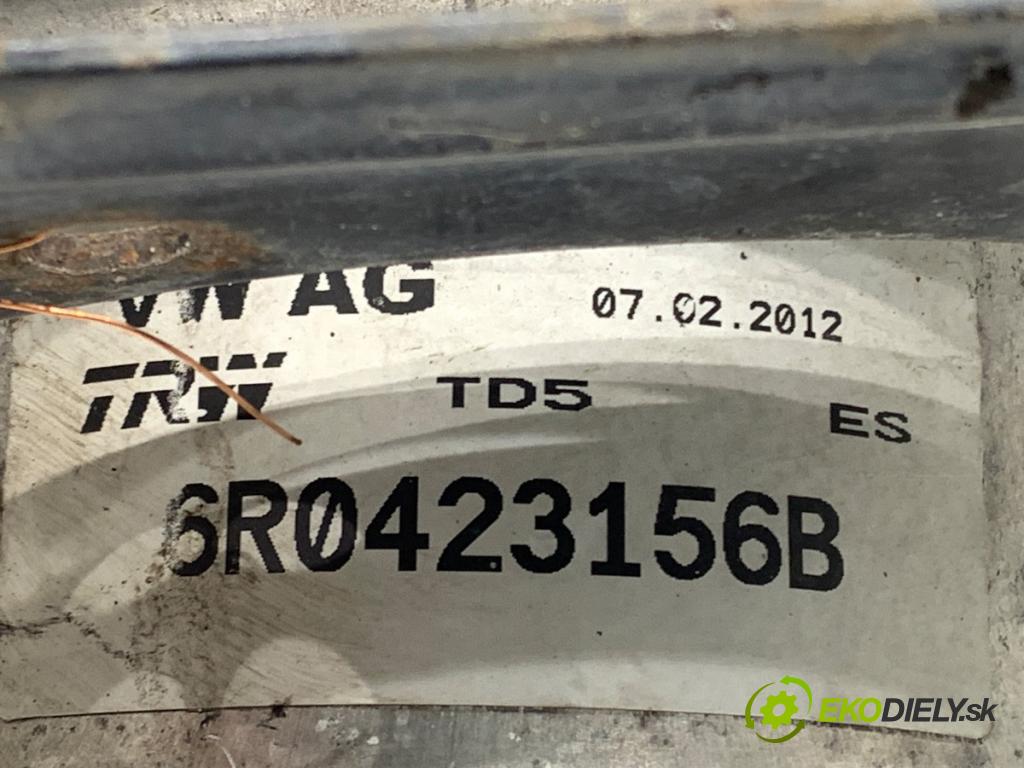 VW AG 07.02.2012
TRW TD5 ES
6R0423156B
EKODIELY.sk